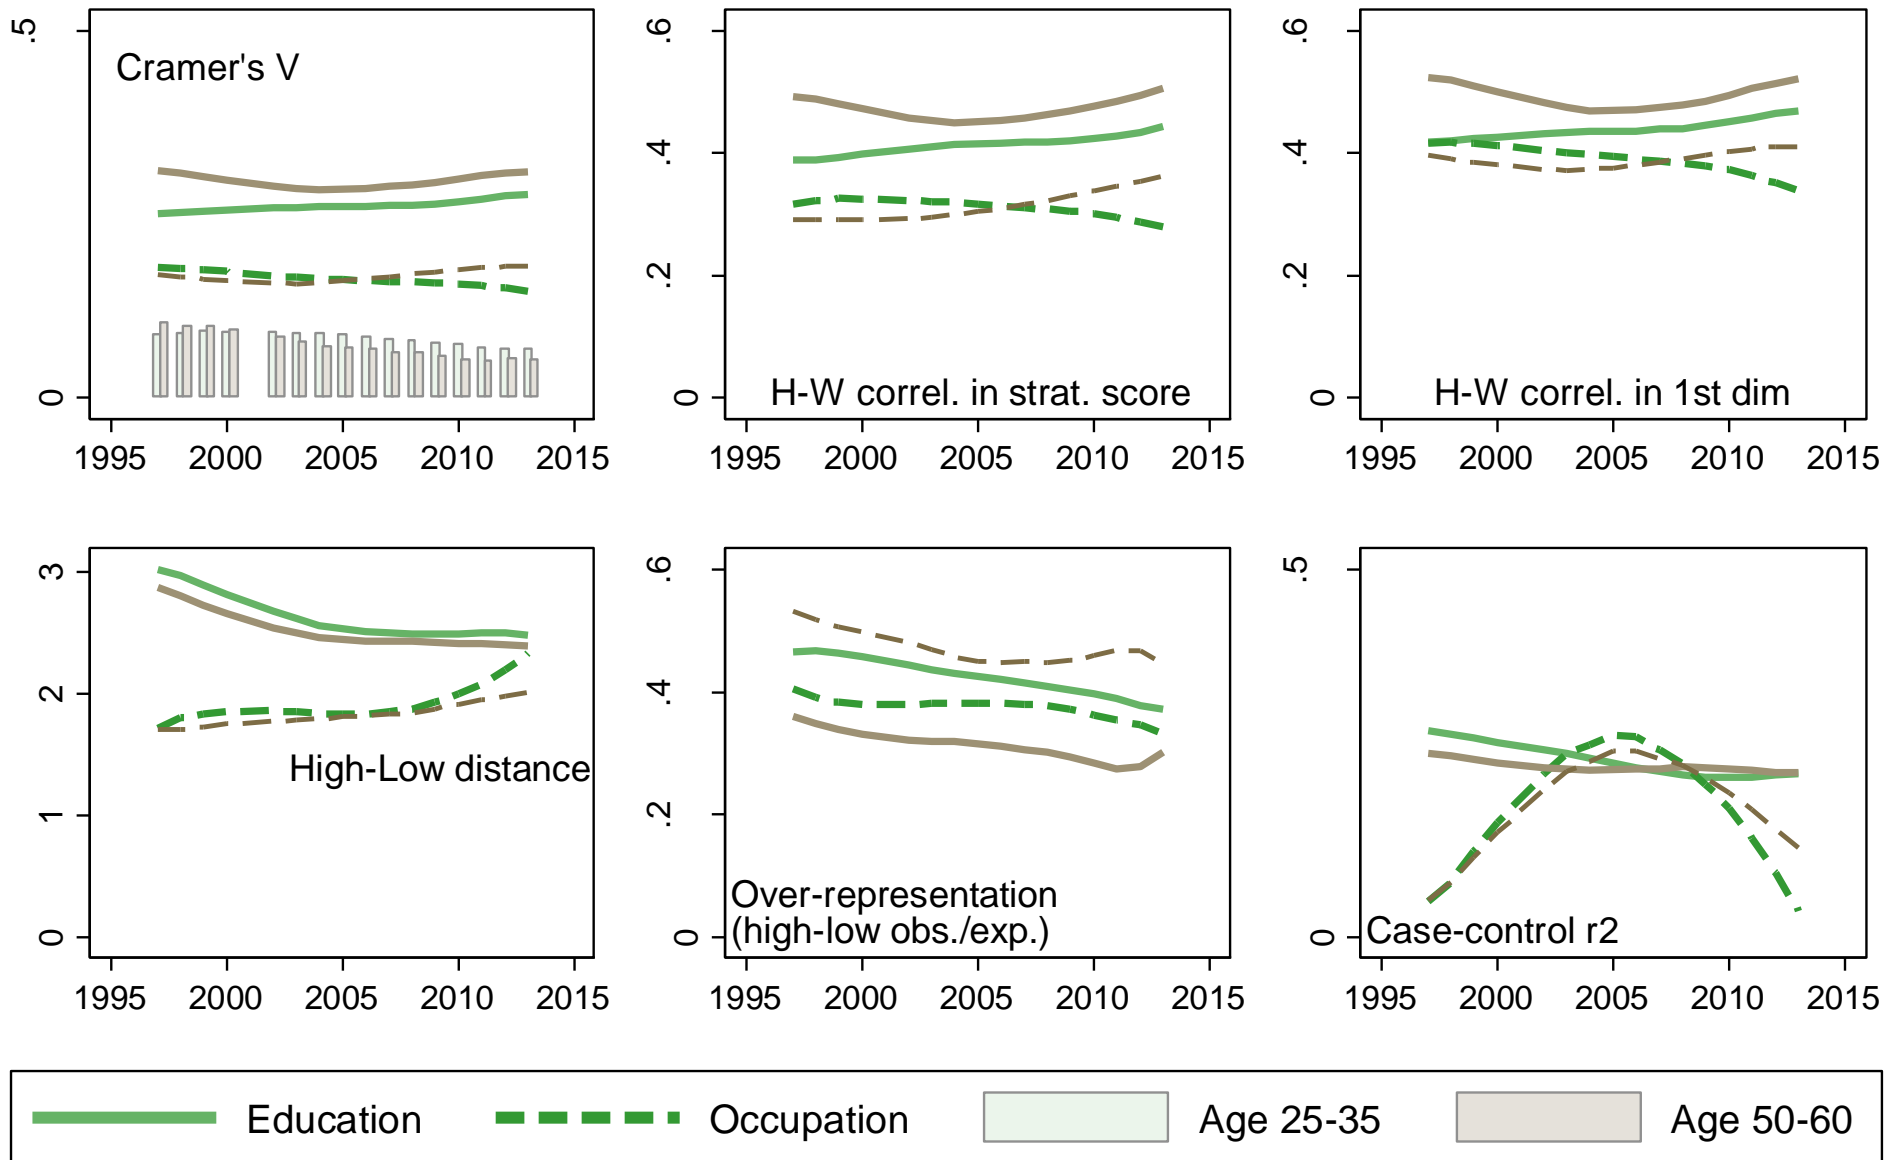 .5
Cramer's V
0
1995 2000 2005 2010 2015
.6
.4
.2
0
H-W correl. in strat. score
1995 2000 2005 2010 2015
.6
.4
.2
0
H-W correl. in 1st dim
1995 2000 2005 2010 2015
3
2
1
0
High-Low distance
1995 2000 2005 2010 2015
.6
.4
.2
0
Over-representation
(high-low obs./exp.)
1995 2000 2005 2010 2015
.5
0
Case-control r2
1995 2000 2005 2010 2015
Education Occupation Age 25-35 Age 50-60